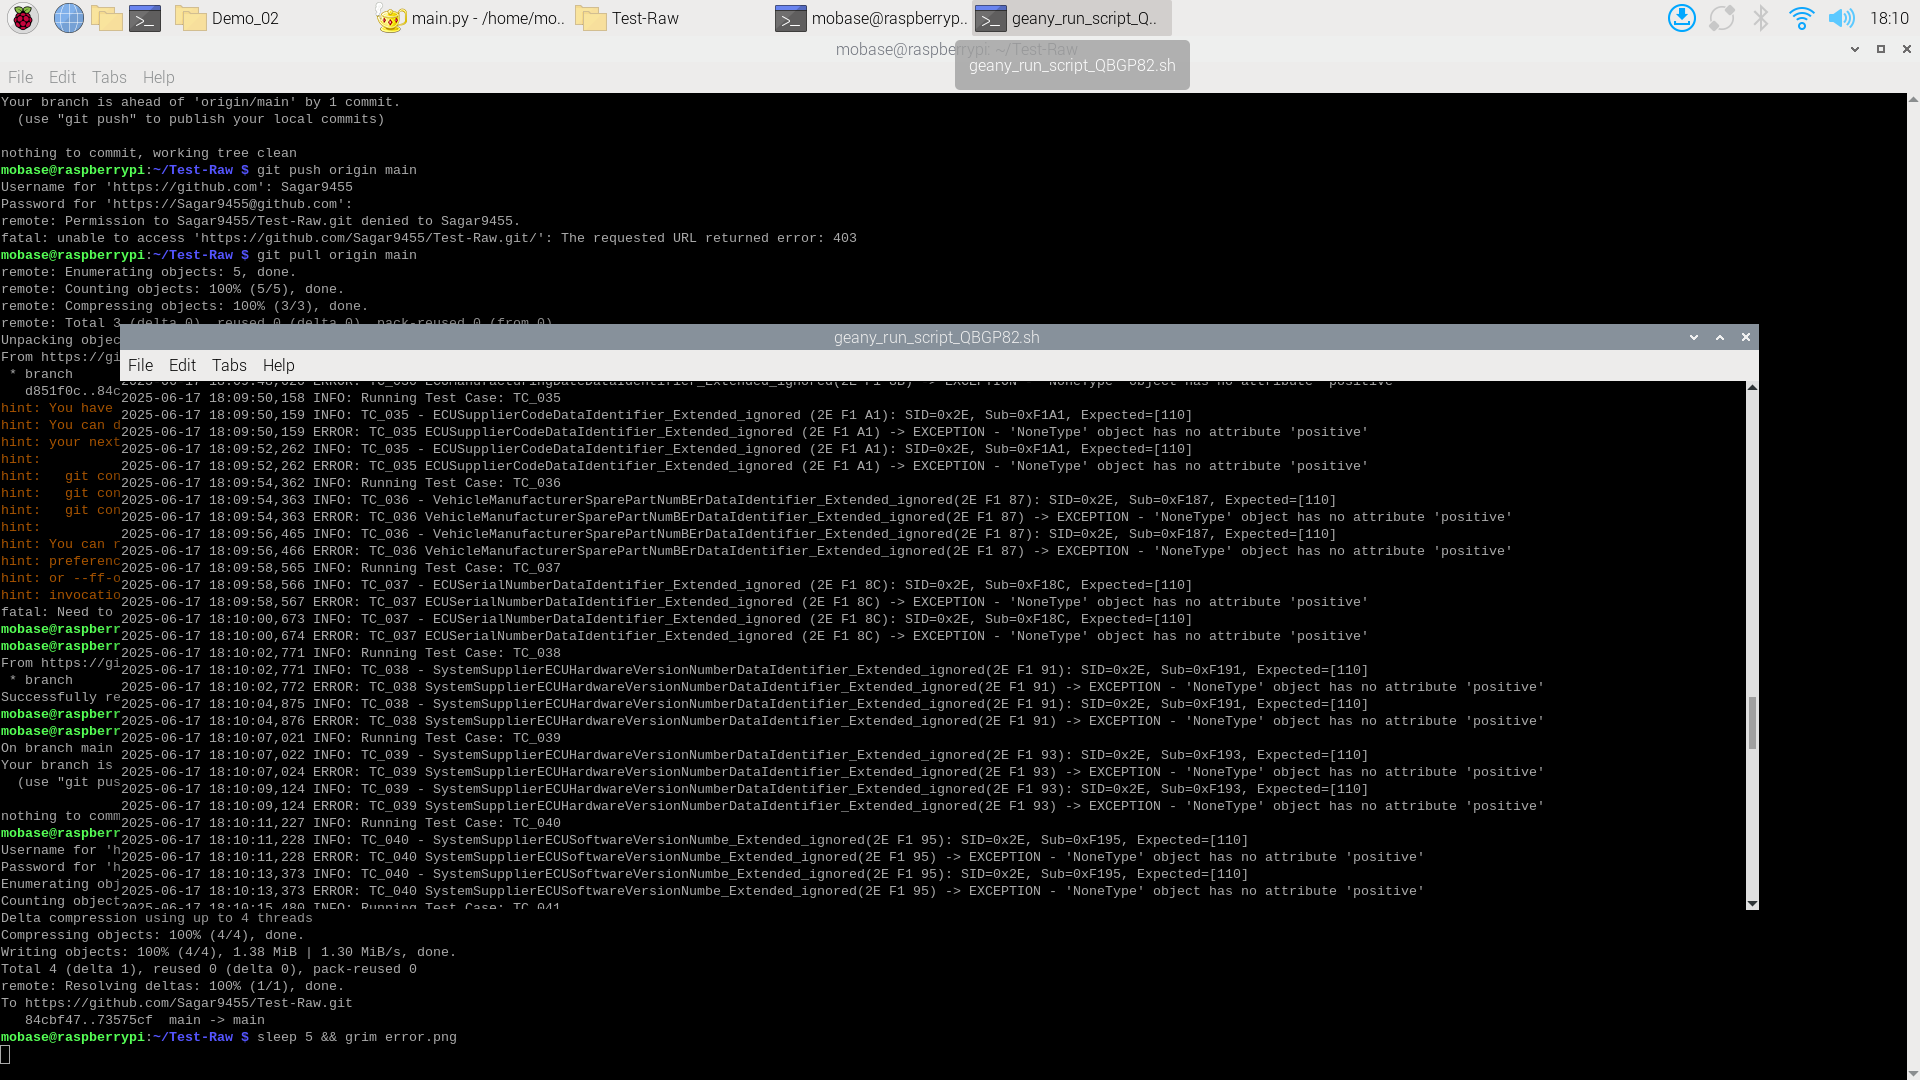 Demo_02
main.py - /home/mo..
Test-Raw
mobase@raspberryp..
geany_run_script_Q..
18:10
mobase@raspberrypi: ~/Test-Raw
geany_run_script_QBGP82.sh
File Edit Tabs Help
Your branch is ahead of 'origin/main' by 1 commit.
  (use "git push" to publish your local commits)
nothing to commit, working tree clean
mobase@raspberrypi:~/Test-Raw $ git push origin main
Username for 'https://github.com': Sagar9455
Password for 'https://Sagar9455@github.com':
remote: Permission to Sagar9455/Test-Raw.git denied to Sagar9455.
fatal: unable to access 'https://github.com/Sagar9455/Test-Raw.git/': The requested URL returned error: 403
mobase@raspberrypi:~/Test-Raw $ git pull origin main
remote: Enumerating objects: 5, done.
remote: Counting objects: 100% (5/5), done.
remote: Compressing objects: 100% (3/3), done.
remote: Total 3 (delta 0), reused 0 (delta 0), pack-reused 0 (from 0)
Unpacking objec
From https://gi
 * branch
   d851f0c..84c
hint: You have
hint: You can d
hint: your next
hint:
hint:   git con
hint:   git con
hint:   git con
hint:
hint: You can r
hint: preferenc
hint: or --ff-o
hint: invocatio
fatal: Need to
mobase@raspberr
mobase@raspberr
From https://gi
 * branch
Successfully re
mobase@raspberr
mobase@raspberr
On branch main
Your branch is
  (use "git pus
nothing to comm
mobase@raspberr
Username for 'h
Password for 'h
Enumerating obj
Counting object
Delta compression using up to 4 threads
Compressing objects: 100% (4/4), done.
Writing objects: 100% (4/4), 1.38 MiB | 1.30 MiB/s, done.
Total 4 (delta 1), reused 0 (delta 0), pack-reused 0
remote: Resolving deltas: 100% (1/1), done.
To https://github.com/Sagar9455/Test-Raw.git
   84cbf47..73575cf  main -> main
mobase@raspberrypi:~/Test-Raw $ sleep 5 && grim error.png
geany_run_script_QBGP82.sh
File Edit Tabs Help
2025-06-17 18:09:50,158 INFO: Running Test Case: TC_035
2025-06-17 18:09:50,159 INFO: TC_035 - ECUSupplierCodeDataIdentifier_Extended_ignored (2E F1 A1): SID=0x2E, Sub=0xF1A1, Expected=[110]
2025-06-17 18:09:50,159 ERROR: TC_035 ECUSupplierCodeDataIdentifier_Extended_ignored (2E F1 A1) -> EXCEPTION - 'NoneType' object has no attribute 'positive'
2025-06-17 18:09:52,262 INFO: TC_035 - ECUSupplierCodeDataIdentifier_Extended_ignored (2E F1 A1): SID=0x2E, Sub=0xF1A1, Expected=[110]
2025-06-17 18:09:52,262 ERROR: TC_035 ECUSupplierCodeDataIdentifier_Extended_ignored (2E F1 A1) -> EXCEPTION - 'NoneType' object has no attribute 'positive'
2025-06-17 18:09:54,362 INFO: Running Test Case: TC_036
2025-06-17 18:09:54,363 INFO: TC_036 - VehicleManufacturerSparePartNumBErDataIdentifier_Extended_ignored(2E F1 87): SID=0x2E, Sub=0xF187, Expected=[110]
2025-06-17 18:09:54,363 ERROR: TC_036 VehicleManufacturerSparePartNumBErDataIdentifier_Extended_ignored(2E F1 87) -> EXCEPTION - 'NoneType' object has no attribute 'positive'
2025-06-17 18:09:56,465 INFO: TC_036 - VehicleManufacturerSparePartNumBErDataIdentifier_Extended_ignored(2E F1 87): SID=0x2E, Sub=0xF187, Expected=[110]
2025-06-17 18:09:56,466 ERROR: TC_036 VehicleManufacturerSparePartNumBErDataIdentifier_Extended_ignored(2E F1 87) -> EXCEPTION - 'NoneType' object has no attribute 'positive'
2025-06-17 18:09:58,565 INFO: Running Test Case: TC_037
2025-06-17 18:09:58,566 INFO: TC_037 - ECUSerialNumberDataIdentifier_Extended_ignored (2E F1 8C): SID=0x2E, Sub=0xF18C, Expected=[110]
2025-06-17 18:09:58,567 ERROR: TC_037 ECUSerialNumberDataIdentifier_Extended_ignored (2E F1 8C) -> EXCEPTION - 'NoneType' object has no attribute 'positive'
2025-06-17 18:10:00,673 INFO: TC_037 - ECUSerialNumberDataIdentifier_Extended_ignored (2E F1 8C): SID=0x2E, Sub=0xF18C, Expected=[110]
2025-06-17 18:10:00,674 ERROR: TC_037 ECUSerialNumberDataIdentifier_Extended_ignored (2E F1 8C) -> EXCEPTION - 'NoneType' object has no attribute 'positive'
2025-06-17 18:10:02,771 INFO: Running Test Case: TC_038
2025-06-17 18:10:02,771 INFO: TC_038 - SystemSupplierECUHardwareVersionNumberDataIdentifier_Extended_ignored(2E F1 91): SID=0x2E, Sub=0xF191, Expected=[110]
2025-06-17 18:10:02,772 ERROR: TC_038 SystemSupplierECUHardwareVersionNumberDataIdentifier_Extended_ignored(2E F1 91) -> EXCEPTION - 'NoneType' object has no attribute 'positive'
2025-06-17 18:10:04,875 INFO: TC_038 - SystemSupplierECUHardwareVersionNumberDataIdentifier_Extended_ignored(2E F1 91): SID=0x2E, Sub=0xF191, Expected=[110]
2025-06-17 18:10:04,876 ERROR: TC_038 SystemSupplierECUHardwareVersionNumberDataIdentifier_Extended_ignored(2E F1 91) -> EXCEPTION - 'NoneType' object has no attribute 'positive'
2025-06-17 18:10:07,021 INFO: Running Test Case: TC_039
2025-06-17 18:10:07,022 INFO: TC_039 - SystemSupplierECUHardwareVersionNumberDataIdentifier_Extended_ignored(2E F1 93): SID=0x2E, Sub=0xF193, Expected=[110]
2025-06-17 18:10:07,024 ERROR: TC_039 SystemSupplierECUHardwareVersionNumberDataIdentifier_Extended_ignored(2E F1 93) -> EXCEPTION - 'NoneType' object has no attribute 'positive'
2025-06-17 18:10:09,124 INFO: TC_039 - SystemSupplierECUHardwareVersionNumberDataIdentifier_Extended_ignored(2E F1 93): SID=0x2E, Sub=0xF193, Expected=[110]
2025-06-17 18:10:09,124 ERROR: TC_039 SystemSupplierECUHardwareVersionNumberDataIdentifier_Extended_ignored(2E F1 93) -> EXCEPTION - 'NoneType' object has no attribute 'positive'
2025-06-17 18:10:11,227 INFO: Running Test Case: TC_040
2025-06-17 18:10:11,228 INFO: TC_040 - SystemSupplierECUSoftwareVersionNumbe_Extended_ignored(2E F1 95): SID=0x2E, Sub=0xF195, Expected=[110]
2025-06-17 18:10:11,228 ERROR: TC_040 SystemSupplierECUSoftwareVersionNumbe_Extended_ignored(2E F1 95) -> EXCEPTION - 'NoneType' object has no attribute 'positive'
2025-06-17 18:10:13,373 INFO: TC_040 - SystemSupplierECUSoftwareVersionNumbe_Extended_ignored(2E F1 95): SID=0x2E, Sub=0xF195, Expected=[110]
2025-06-17 18:10:13,373 ERROR: TC_040 SystemSupplierECUSoftwareVersionNumbe_Extended_ignored(2E F1 95) -> EXCEPTION - 'NoneType' object has no attribute 'positive'
2025-06-17 18:10:15,480 INFO: Running Test Case: TC_041